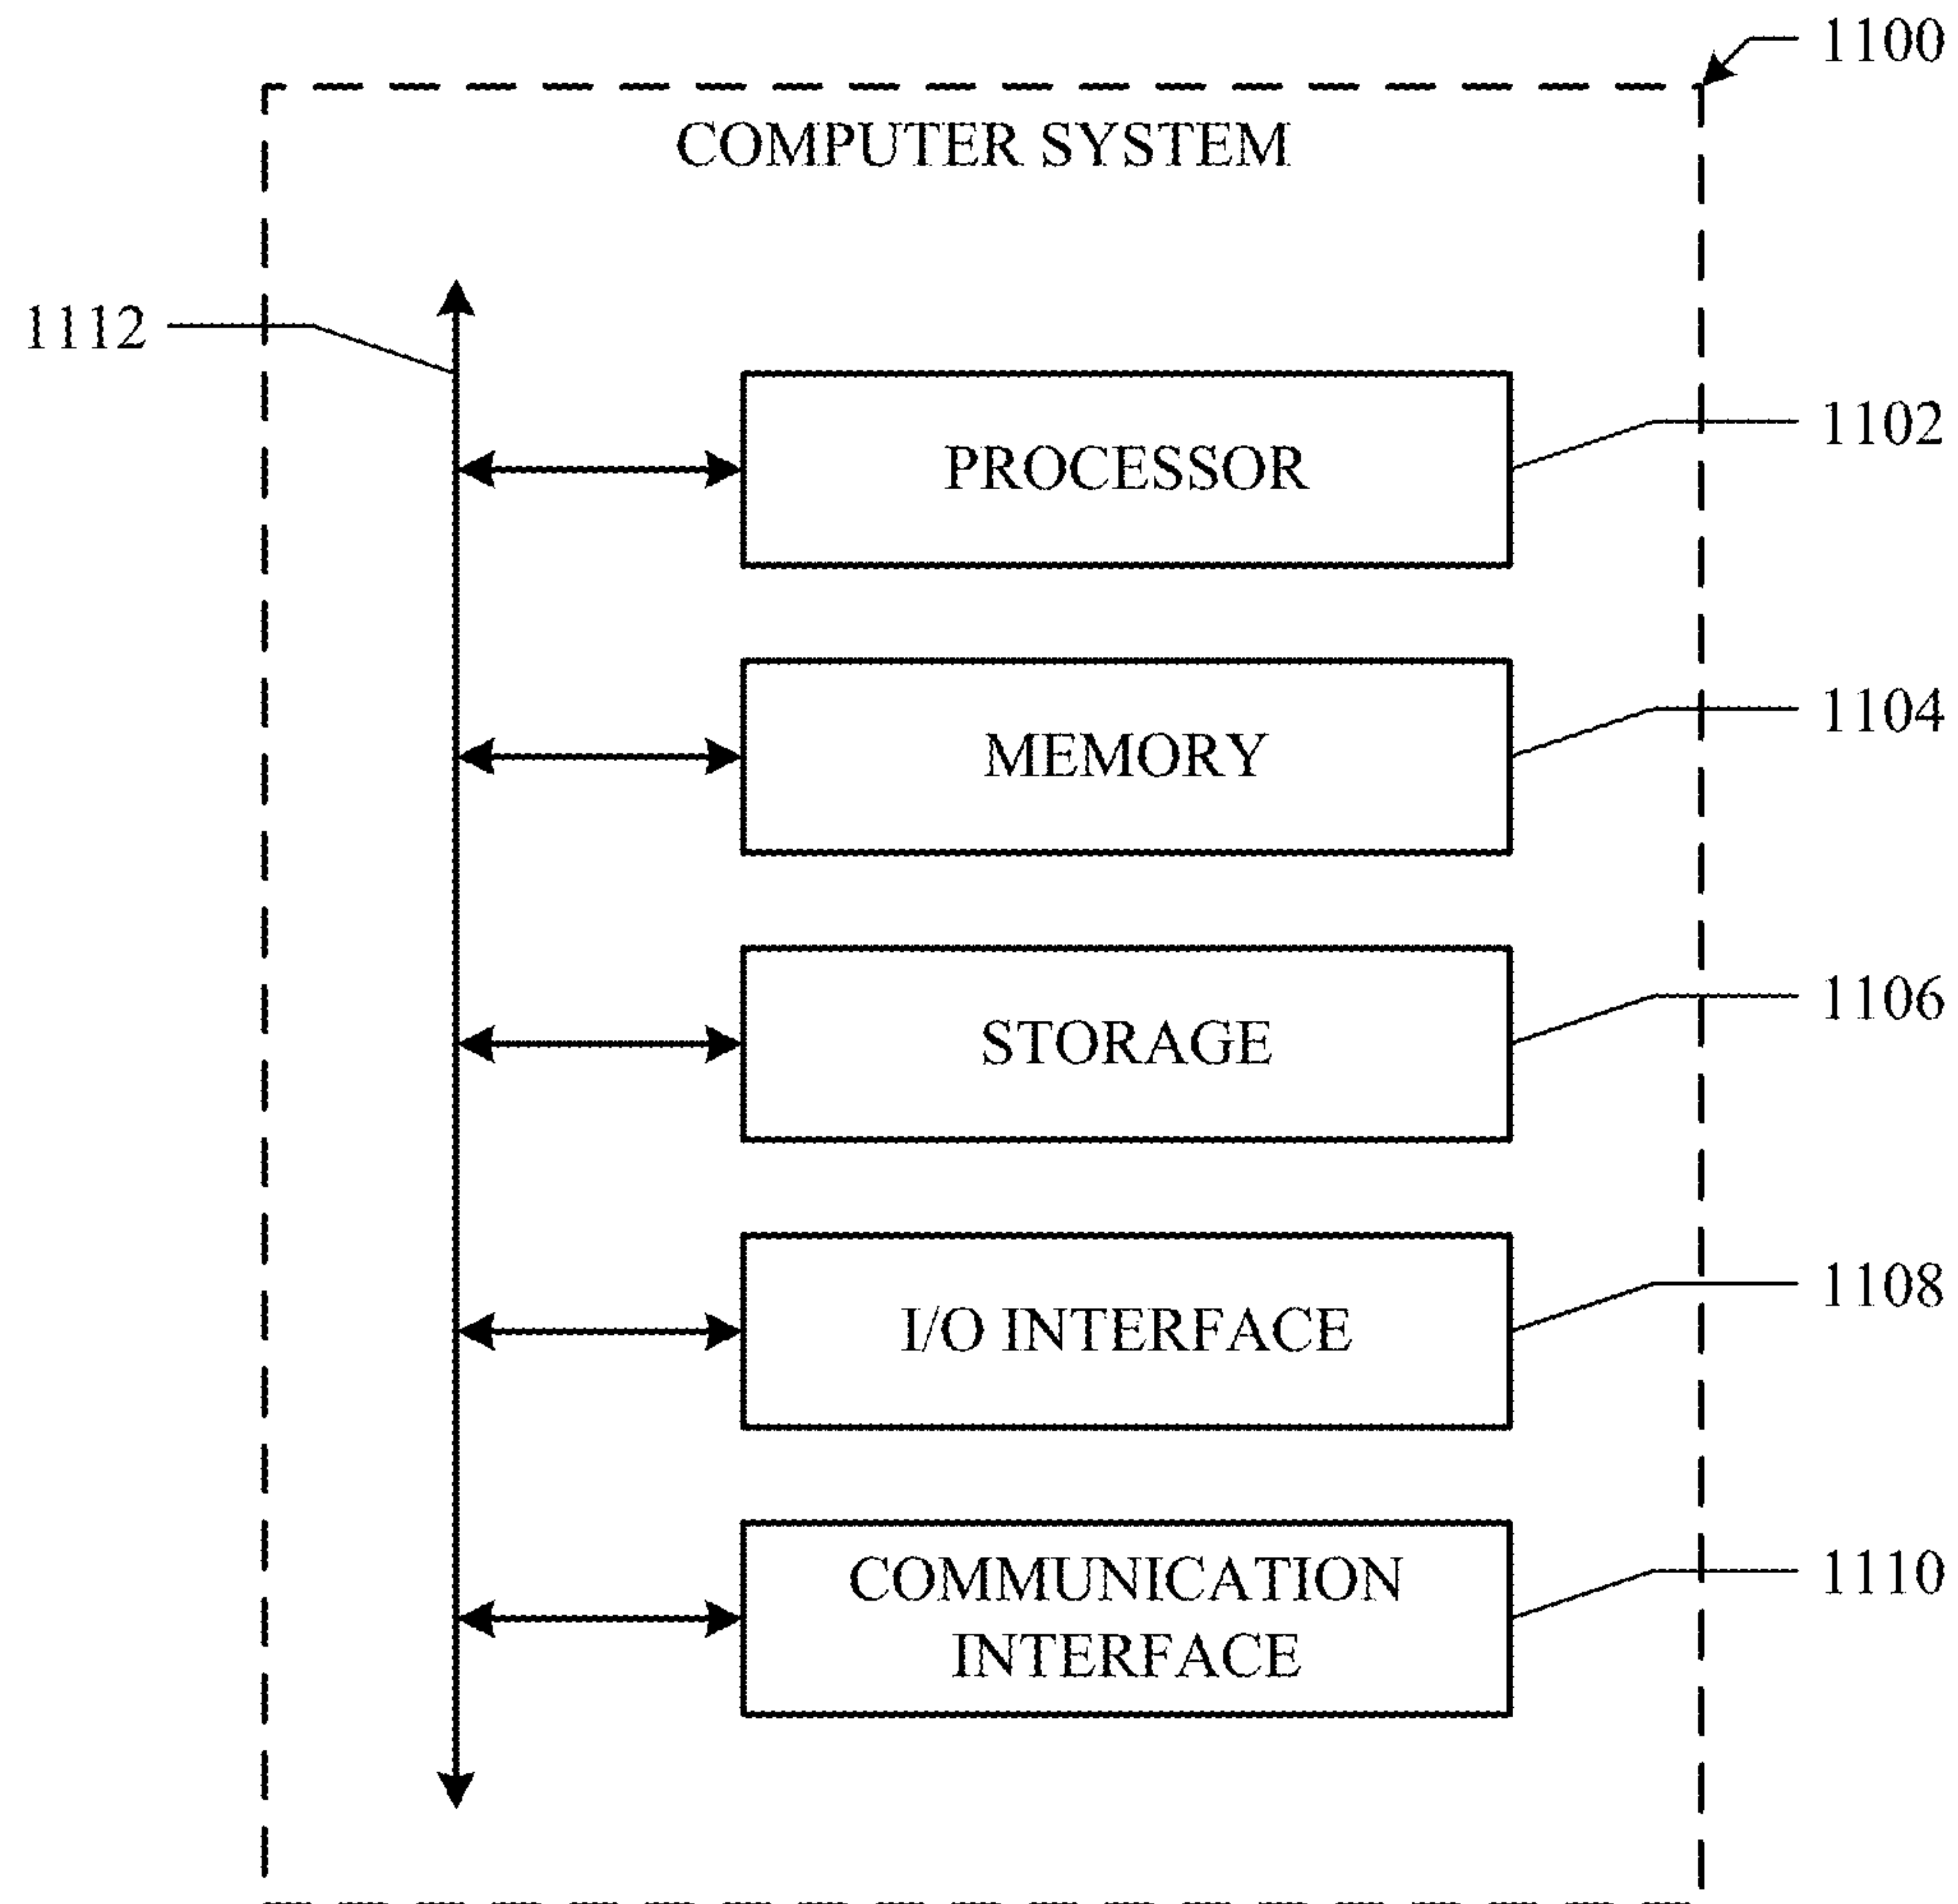 1100
COMPUTER SYSTEM
1112
PROCESSOR
1102
MEMORY
1104
STORAGE
1106
I/O INTERFACE
1108
COMMUNICATION
INTERFACE
1110